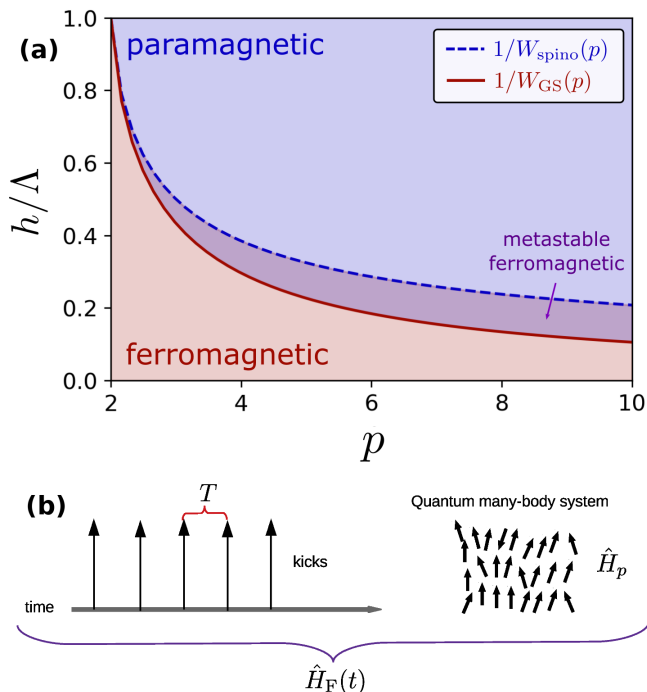 (a)
paramagnetic
1/W_spino(p)
1/W_GS(p)
h/Λ
1.0
0.8
0.6
0.4
0.2
0.0
metastable
ferromagnetic
ferromagnetic
2 4 6 8 10
p
(b)
T
kicks
time
Quantum many-body system
Ĥ_p
Ĥ_F(t)